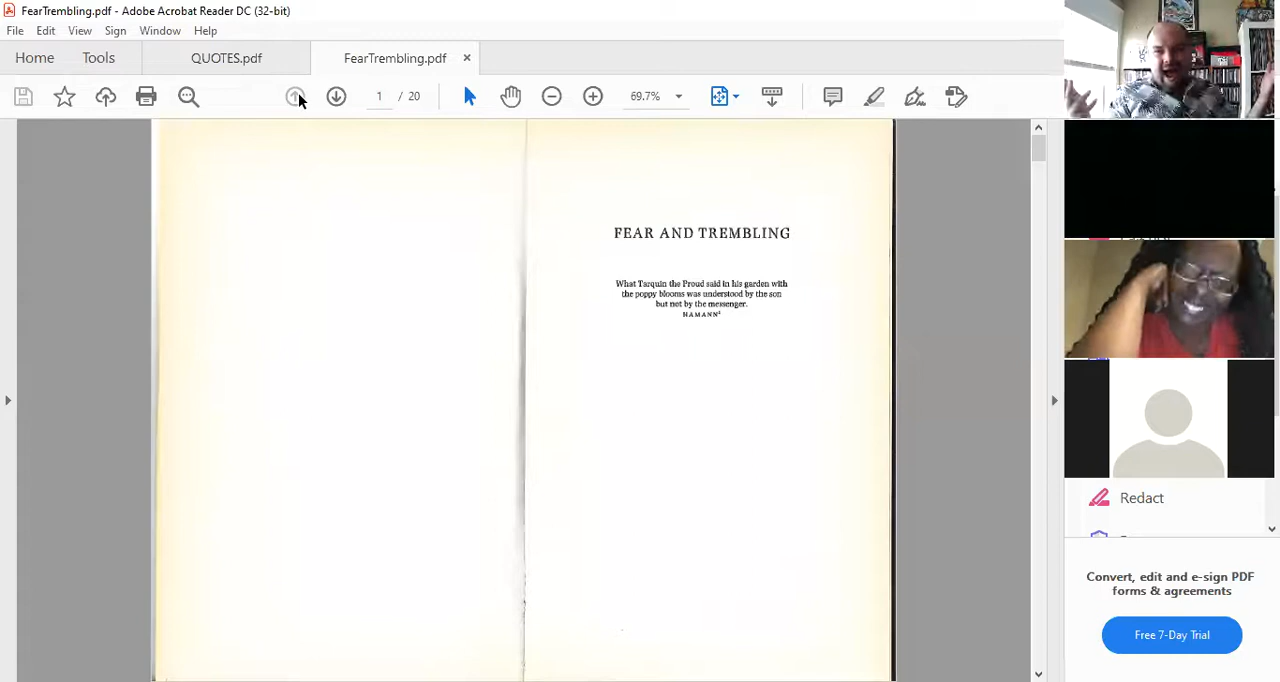 FearTrembling.pdf - Adobe Acrobat Reader DC (32-bit)
File Edit View Sign Window Help
Home Tools QUOTES.pdf FearTrembling.pdf ×
1 / 20 69.7%
FEAR AND TREMBLING
What Tarquin the Proud said in his garden with
the poppy blooms was understood by the son
but not by the messenger.
HAMANN¹
Redact
Convert, edit and e-sign PDF
forms & agreements
Free 7-Day Trial